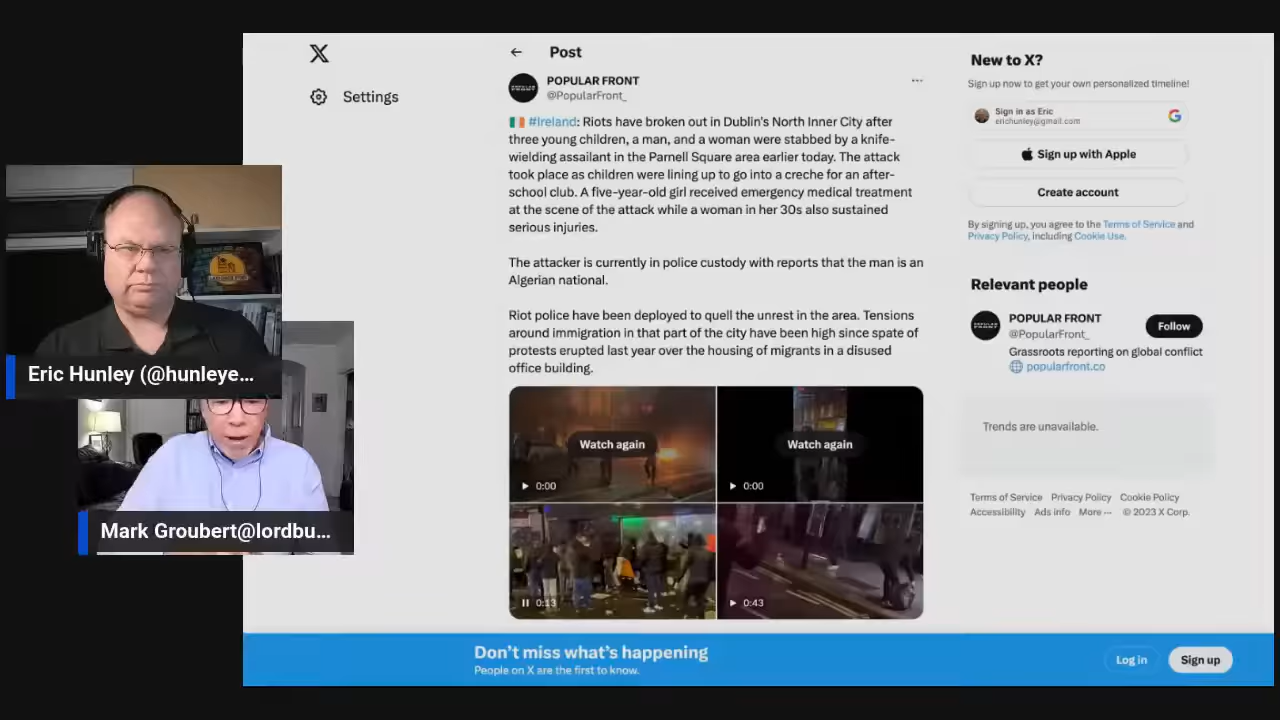 X
Settings
Post
POPULAR FRONT
@PopularFront_
#Ireland: Riots have broken out in Dublin's North Inner City after
three young children, a man, and a woman were stabbed by a knife-
wielding assailant in the Parnell Square area earlier today. The attack
took place as children were lining up to go into a creche for an after-
school club. A five-year-old girl received emergency medical treatment
at the scene of the attack while a woman in her 30s also sustained
serious injuries.
The attacker is currently in police custody with reports that the man is an
Algerian national.
Riot police have been deployed to quell the unrest in the area. Tensions
around immigration in that part of the city have been high since spate of
protests erupted last year over the housing of migrants in a disused
office building.
Watch again
0:00
Watch again
0:00
0:13
0:43
New to X?
Sign up now to get your own personalized timeline!
Sign in as Eric
erichunley@gmail.com
Sign up with Apple
Create account
By signing up, you agree to the Terms of Service and
Privacy Policy, including Cookie Use.
Relevant people
POPULAR FRONT
@PopularFront_
Follow
Grassroots reporting on global conflict
popularfront.co
Trends are unavailable.
Terms of Service Privacy Policy Cookie Policy
Accessibility Ads info More ··· © 2023 X Corp.
Eric Hunley (@hunleye...
Mark Groubert@lordbu...
Don't miss what's happening
People on X are the first to know.
Log in
Sign up